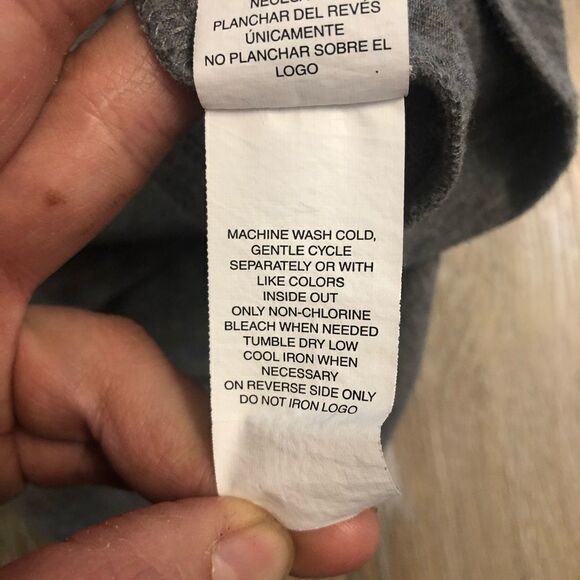 PLANCHAR DEL REVÉS
ÚNICAMENTE
NO PLANCHAR SOBRE EL
LOGO
MACHINE WASH COLD,
GENTLE CYCLE
SEPARATELY OR WITH
LIKE COLORS
INSIDE OUT
ONLY NON-CHLORINE
BLEACH WHEN NEEDED
TUMBLE DRY LOW
COOL IRON WHEN
NECESSARY
ON REVERSE SIDE ONLY
DO NOT IRON LOGO